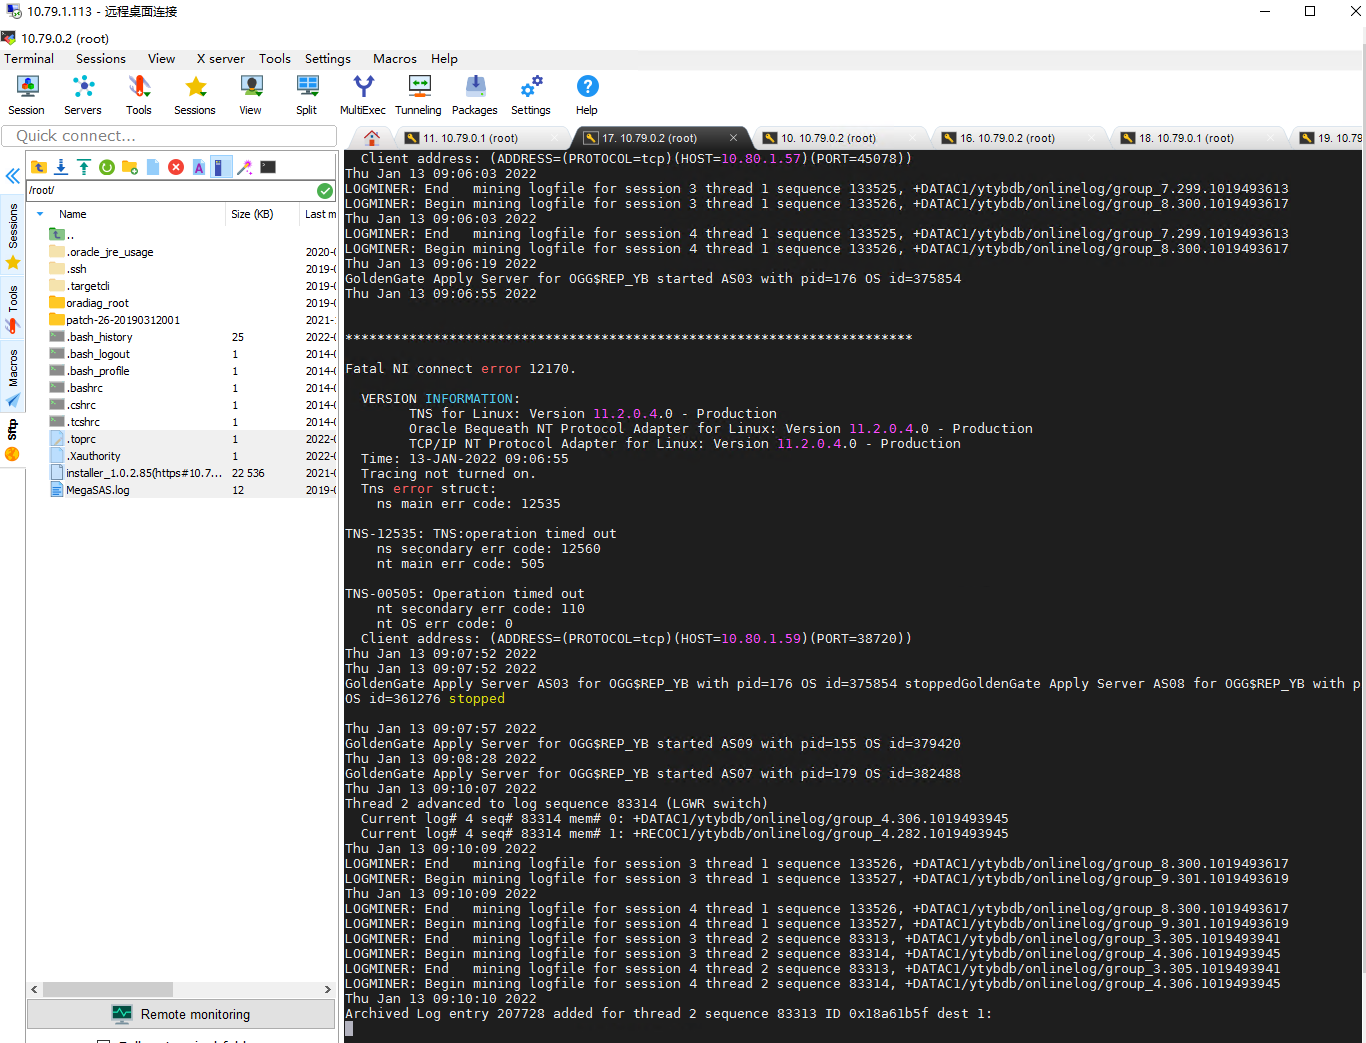 10.79.1.113 - 远程桌面连接
10.79.0.2 (root)
Terminal Sessions View X server Tools Settings Macros Help
Session Servers Tools Sessions View Split MultiExec Tunneling Packages Settings Help
Quick connect...
11. 10.79.0.1 (root) 17. 10.79.0.2 (root) 10. 10.79.0.2 (root) 16. 10.79.0.2 (root) 18. 10.79.0.1 (root) 19. 10.79
/root/
Name Size (KB) Last m
..
.oracle_jre_usage 2020-0
.ssh 2019-0
.targetcli 2019-0
oradiag_root 2019-0
patch-26-20190312001 2021-
.bash_history 25 2022-0
.bash_logout 1 2014-0
.bash_profile 1 2014-0
.bashrc 1 2014-0
.cshrc 1 2014-0
.tcshrc 1 2014-0
.toprc 1 2022-0
.Xauthority 1 2022-0
installer_1.0.2.85(https#10.7... 22 536 2021-0
MegaSAS.log 12 2019-0
Sessions
Tools
Macros
Sftp
Remote monitoring
Client address: (ADDRESS=(PROTOCOL=tcp)(HOST=10.80.1.57)(PORT=45078))
Thu Jan 13 09:06:03 2022
LOGMINER: End   mining logfile for session 3 thread 1 sequence 133525, +DATAC1/ytybdb/onlinelog/group_7.299.1019493613
LOGMINER: Begin mining logfile for session 3 thread 1 sequence 133526, +DATAC1/ytybdb/onlinelog/group_8.300.1019493617
Thu Jan 13 09:06:03 2022
LOGMINER: End   mining logfile for session 4 thread 1 sequence 133525, +DATAC1/ytybdb/onlinelog/group_7.299.1019493613
LOGMINER: Begin mining logfile for session 4 thread 1 sequence 133526, +DATAC1/ytybdb/onlinelog/group_8.300.1019493617
Thu Jan 13 09:06:19 2022
GoldenGate Apply Server for OGG$REP_YB started AS03 with pid=176 OS id=375854
Thu Jan 13 09:06:55 2022
***********************************************************************
Fatal NI connect error 12170.
VERSION INFORMATION:
TNS for Linux: Version 11.2.0.4.0 - Production
Oracle Bequeath NT Protocol Adapter for Linux: Version 11.2.0.4.0 - Production
TCP/IP NT Protocol Adapter for Linux: Version 11.2.0.4.0 - Production
Time: 13-JAN-2022 09:06:55
Tracing not turned on.
Tns error struct:
ns main err code: 12535
TNS-12535: TNS:operation timed out
ns secondary err code: 12560
nt main err code: 505
TNS-00505: Operation timed out
nt secondary err code: 110
nt OS err code: 0
Client address: (ADDRESS=(PROTOCOL=tcp)(HOST=10.80.1.59)(PORT=38720))
Thu Jan 13 09:07:52 2022
Thu Jan 13 09:07:52 2022
GoldenGate Apply Server AS03 for OGG$REP_YB with pid=176 OS id=375854 stoppedGoldenGate Apply Server AS08 for OGG$REP_YB with p
OS id=361276 stopped
Thu Jan 13 09:07:57 2022
GoldenGate Apply Server for OGG$REP_YB started AS09 with pid=155 OS id=379420
Thu Jan 13 09:08:28 2022
GoldenGate Apply Server for OGG$REP_YB started AS07 with pid=179 OS id=382488
Thu Jan 13 09:10:07 2022
Thread 2 advanced to log sequence 83314 (LGWR switch)
Current log# 4 seq# 83314 mem# 0: +DATAC1/ytybdb/onlinelog/group_4.306.1019493945
Current log# 4 seq# 83314 mem# 1: +RECOC1/ytybdb/onlinelog/group_4.282.1019493945
Thu Jan 13 09:10:09 2022
LOGMINER: End   mining logfile for session 3 thread 1 sequence 133526, +DATAC1/ytybdb/onlinelog/group_8.300.1019493617
LOGMINER: Begin mining logfile for session 3 thread 1 sequence 133527, +DATAC1/ytybdb/onlinelog/group_9.301.1019493619
Thu Jan 13 09:10:09 2022
LOGMINER: End   mining logfile for session 4 thread 1 sequence 133526, +DATAC1/ytybdb/onlinelog/group_8.300.1019493617
LOGMINER: Begin mining logfile for session 4 thread 1 sequence 133527, +DATAC1/ytybdb/onlinelog/group_9.301.1019493619
LOGMINER: End   mining logfile for session 3 thread 2 sequence 83313, +DATAC1/ytybdb/onlinelog/group_3.305.1019493941
LOGMINER: Begin mining logfile for session 3 thread 2 sequence 83314, +DATAC1/ytybdb/onlinelog/group_4.306.1019493945
LOGMINER: End   mining logfile for session 4 thread 2 sequence 83313, +DATAC1/ytybdb/onlinelog/group_3.305.1019493941
LOGMINER: Begin mining logfile for session 4 thread 2 sequence 83314, +DATAC1/ytybdb/onlinelog/group_4.306.1019493945
Thu Jan 13 09:10:10 2022
Archived Log entry 207728 added for thread 2 sequence 83313 ID 0x18a61b5f dest 1: